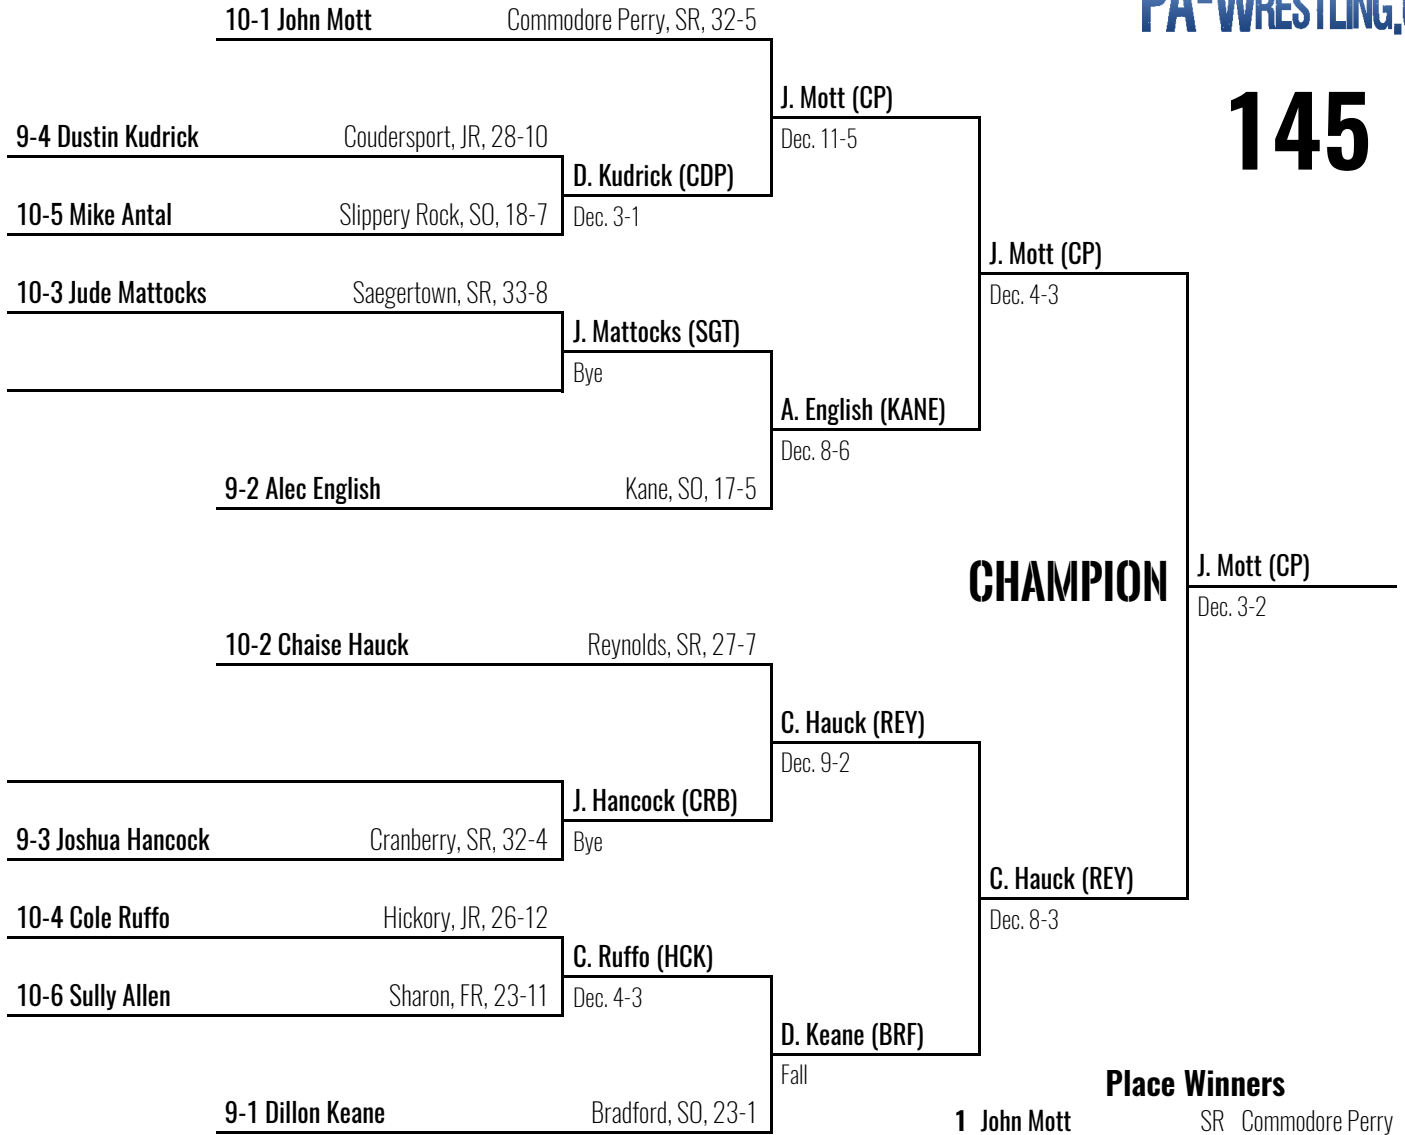 10-1 John Mott Commodore Perry, SR, 32-5
145
J. Mott (CP)
Dec. 11-5
9-4 Dustin Kudrick Coudersport, JR, 28-10
D. Kudrick (CDP)
Dec. 3-1
10-5 Mike Antal Slippery Rock, SO, 18-7
J. Mott (CP)
Dec. 4-3
10-3 Jude Mattocks Saegertown, SR, 33-8
J. Mattocks (SGT)
Bye
A. English (KANE)
Dec. 8-6
9-2 Alec English Kane, SO, 17-5
CHAMPION
J. Mott (CP)
Dec. 3-2
10-2 Chaise Hauck Reynolds, SR, 27-7
C. Hauck (REY)
Dec. 9-2
J. Hancock (CRB)
Bye
9-3 Joshua Hancock Cranberry, SR, 32-4
C. Hauck (REY)
Dec. 8-3
10-4 Cole Ruffo Hickory, JR, 26-12
C. Ruffo (HCK)
Dec. 4-3
10-6 Sully Allen Sharon, FR, 23-11
D. Keane (BRF)
Fall
9-1 Dillon Keane Bradford, SO, 23-1
Place Winners
1 John Mott SR Commodore Perry